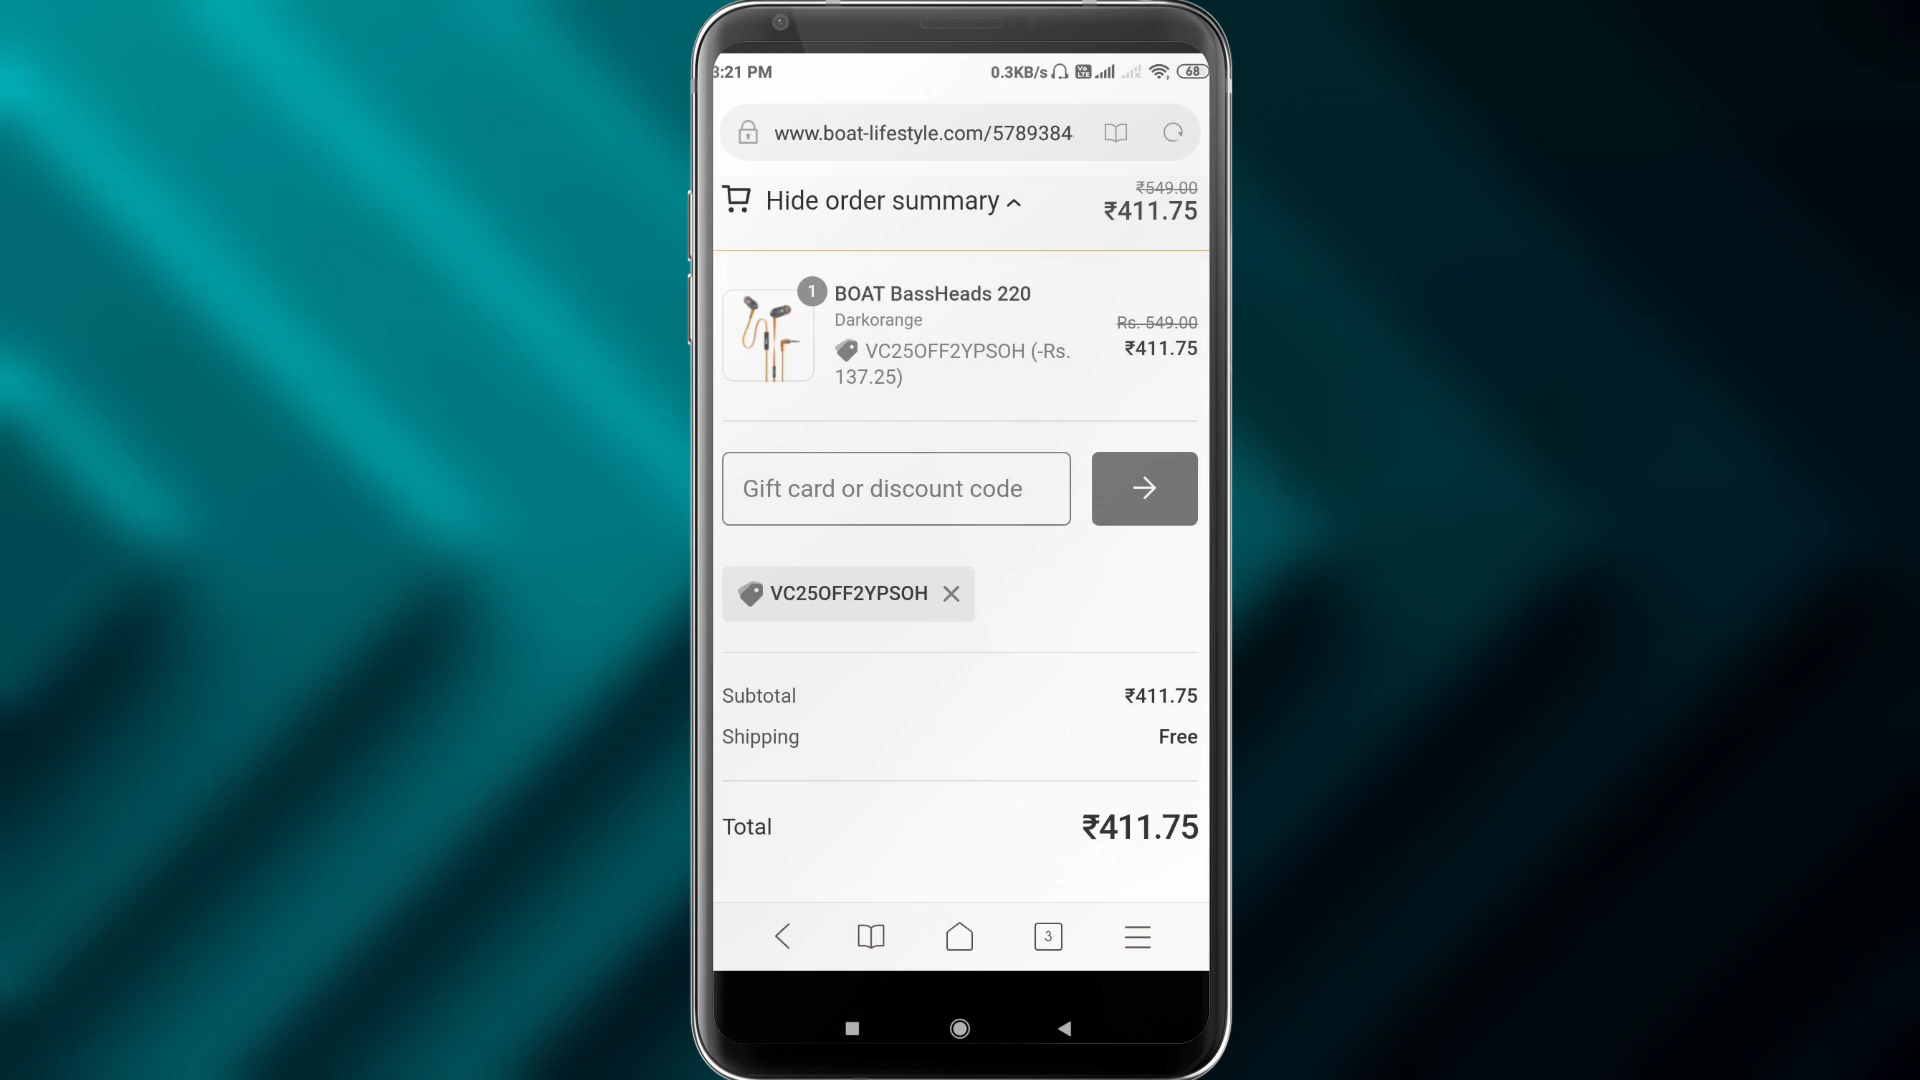 3:21 PM
0.3KB/s
Vo LTE
68
www.boat-lifestyle.com/5789384
Hide order summary
₹549.00
₹411.75
1
BOAT BassHeads 220
Darkorange
VC25OFF2YPSOH (-Rs.
137.25)
Rs. 549.00
₹411.75
Gift card or discount code
VC25OFF2YPSOH
Subtotal ₹411.75
Shipping Free
Total ₹411.75
3